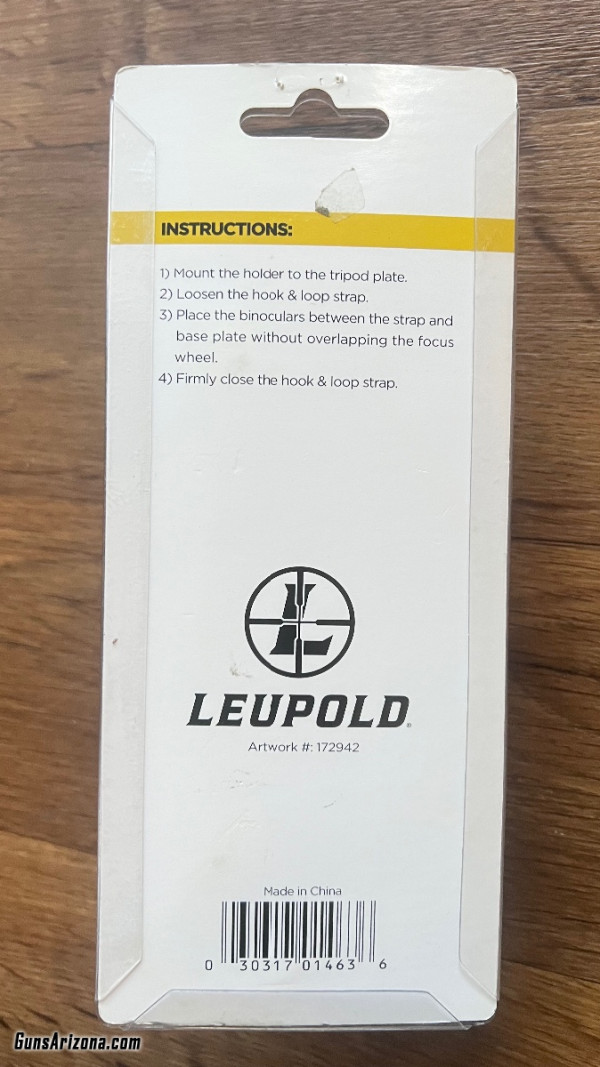 INSTRUCTIONS:
1) Mount the holder to the tripod plate.
2) Loosen the hook & loop strap.
3) Place the binoculars between the strap and
base plate without overlapping the focus
wheel.
4) Firmly close the hook & loop strap.
L
LEUPOLD®
Artwork #: 172942
Made in China
0 30317 01463 6
GunsArizona.com